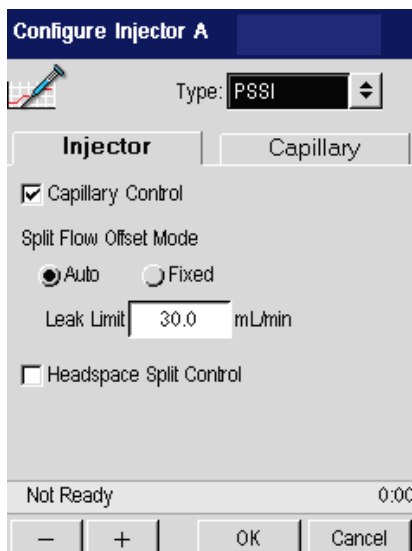 Configure Injector A
Type: PSSI
Injector Capillary
Capillary Control
Split Flow Offset Mode
Auto Fixed
Leak Limit 30.0 mL/min
Headspace Split Control
Not Ready 0:00
− + OK Cancel